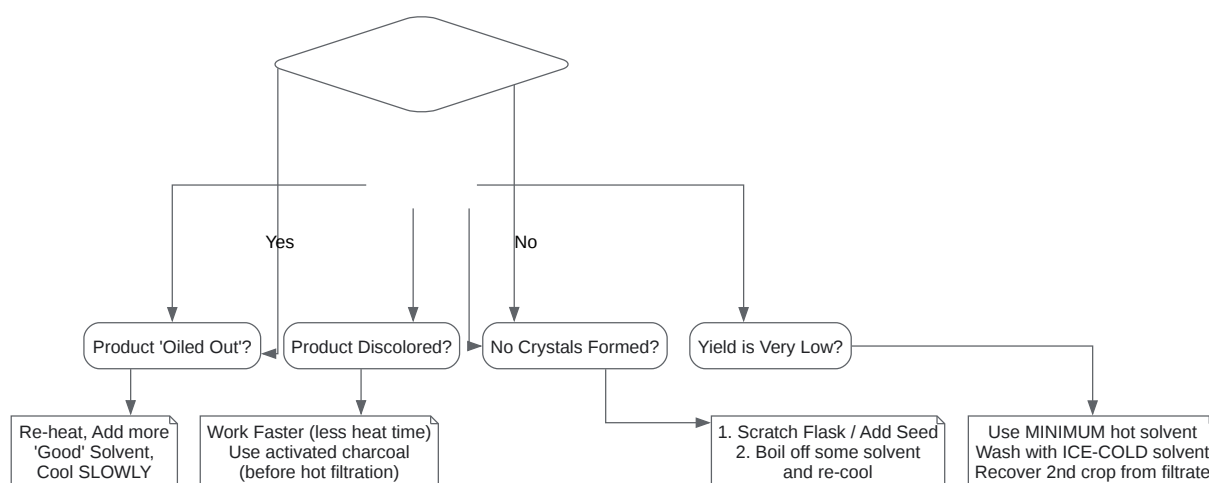 Yes
No
Product 'Oiled Out'?
Product Discolored?
No Crystals Formed?
Yield is Very Low?
Re-heat, Add more
'Good' Solvent,
Cool SLOWLY
Work Faster (less heat time)
Use activated charcoal
(before hot filtration)
1. Scratch Flask / Add Seed
2. Boil off some solvent
and re-cool
Use MINIMUM hot solvent
Wash with ICE-COLD solvent
Recover 2nd crop from filtrate